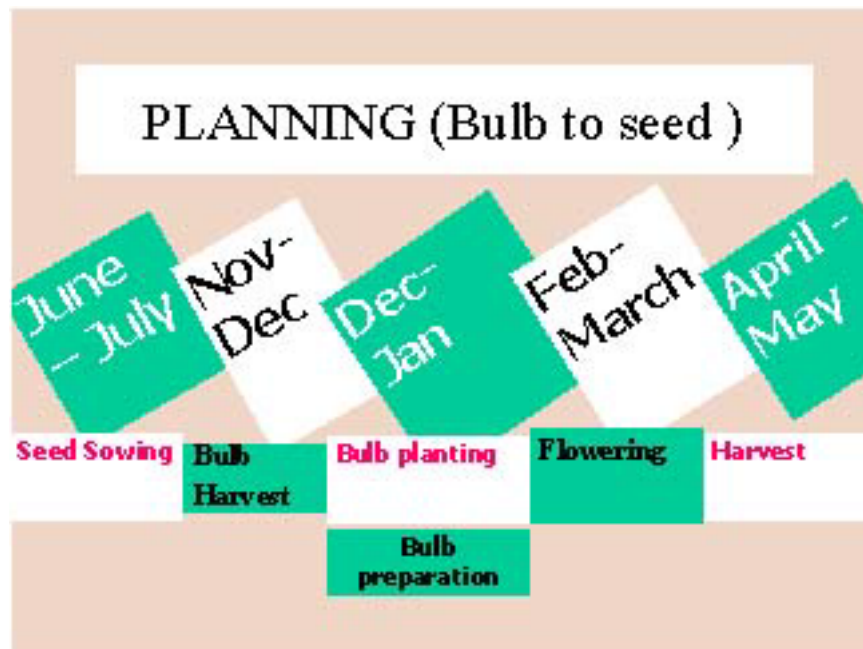 PLANNING (Bulb to seed )
June
– July
Nov-
Dec
Dec-
Jan
Feb-
March
April -
May
Seed Sowing
Bulb
Harvest
Bulb planting
Flowering
Harvest
Bulb
preparation